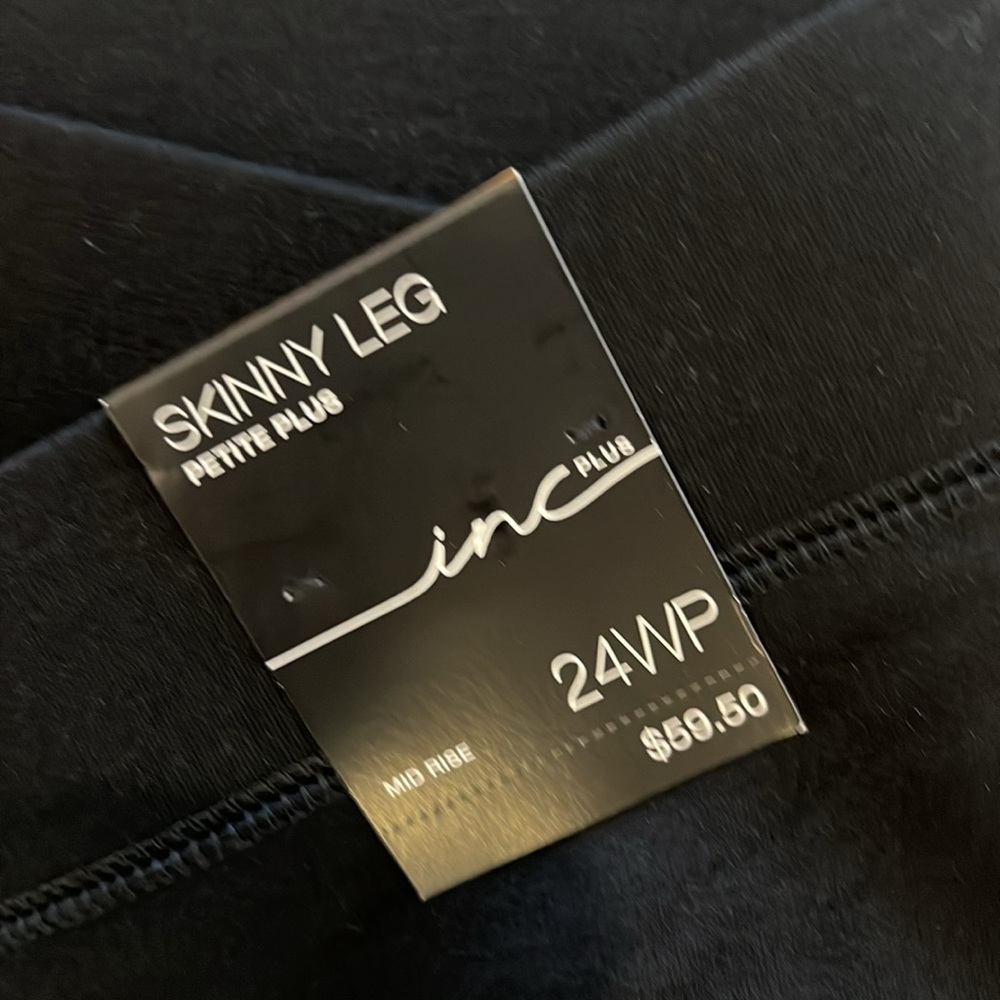 SKINNY LEG
PETITE PLUS
inc PLUS
24WP
$59.50
MID RISE